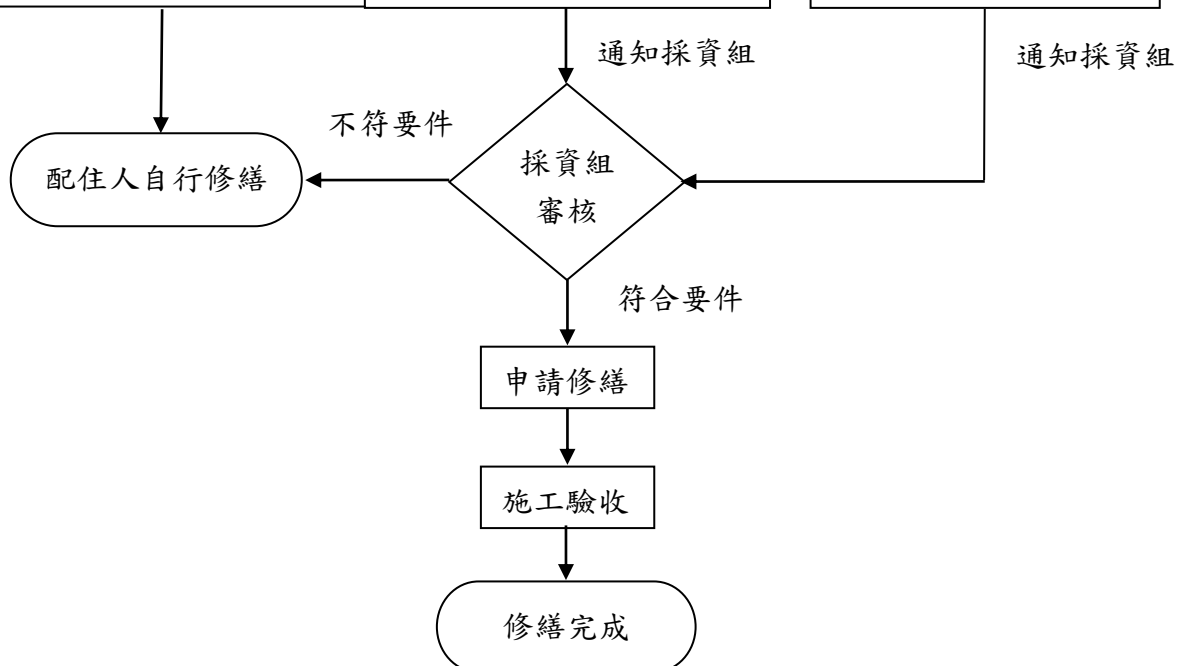 通知採資組
通知採資組
不符要件
配住人自行修繕
採資組
審核
符合要件
申請修繕
施工驗收
修繕完成